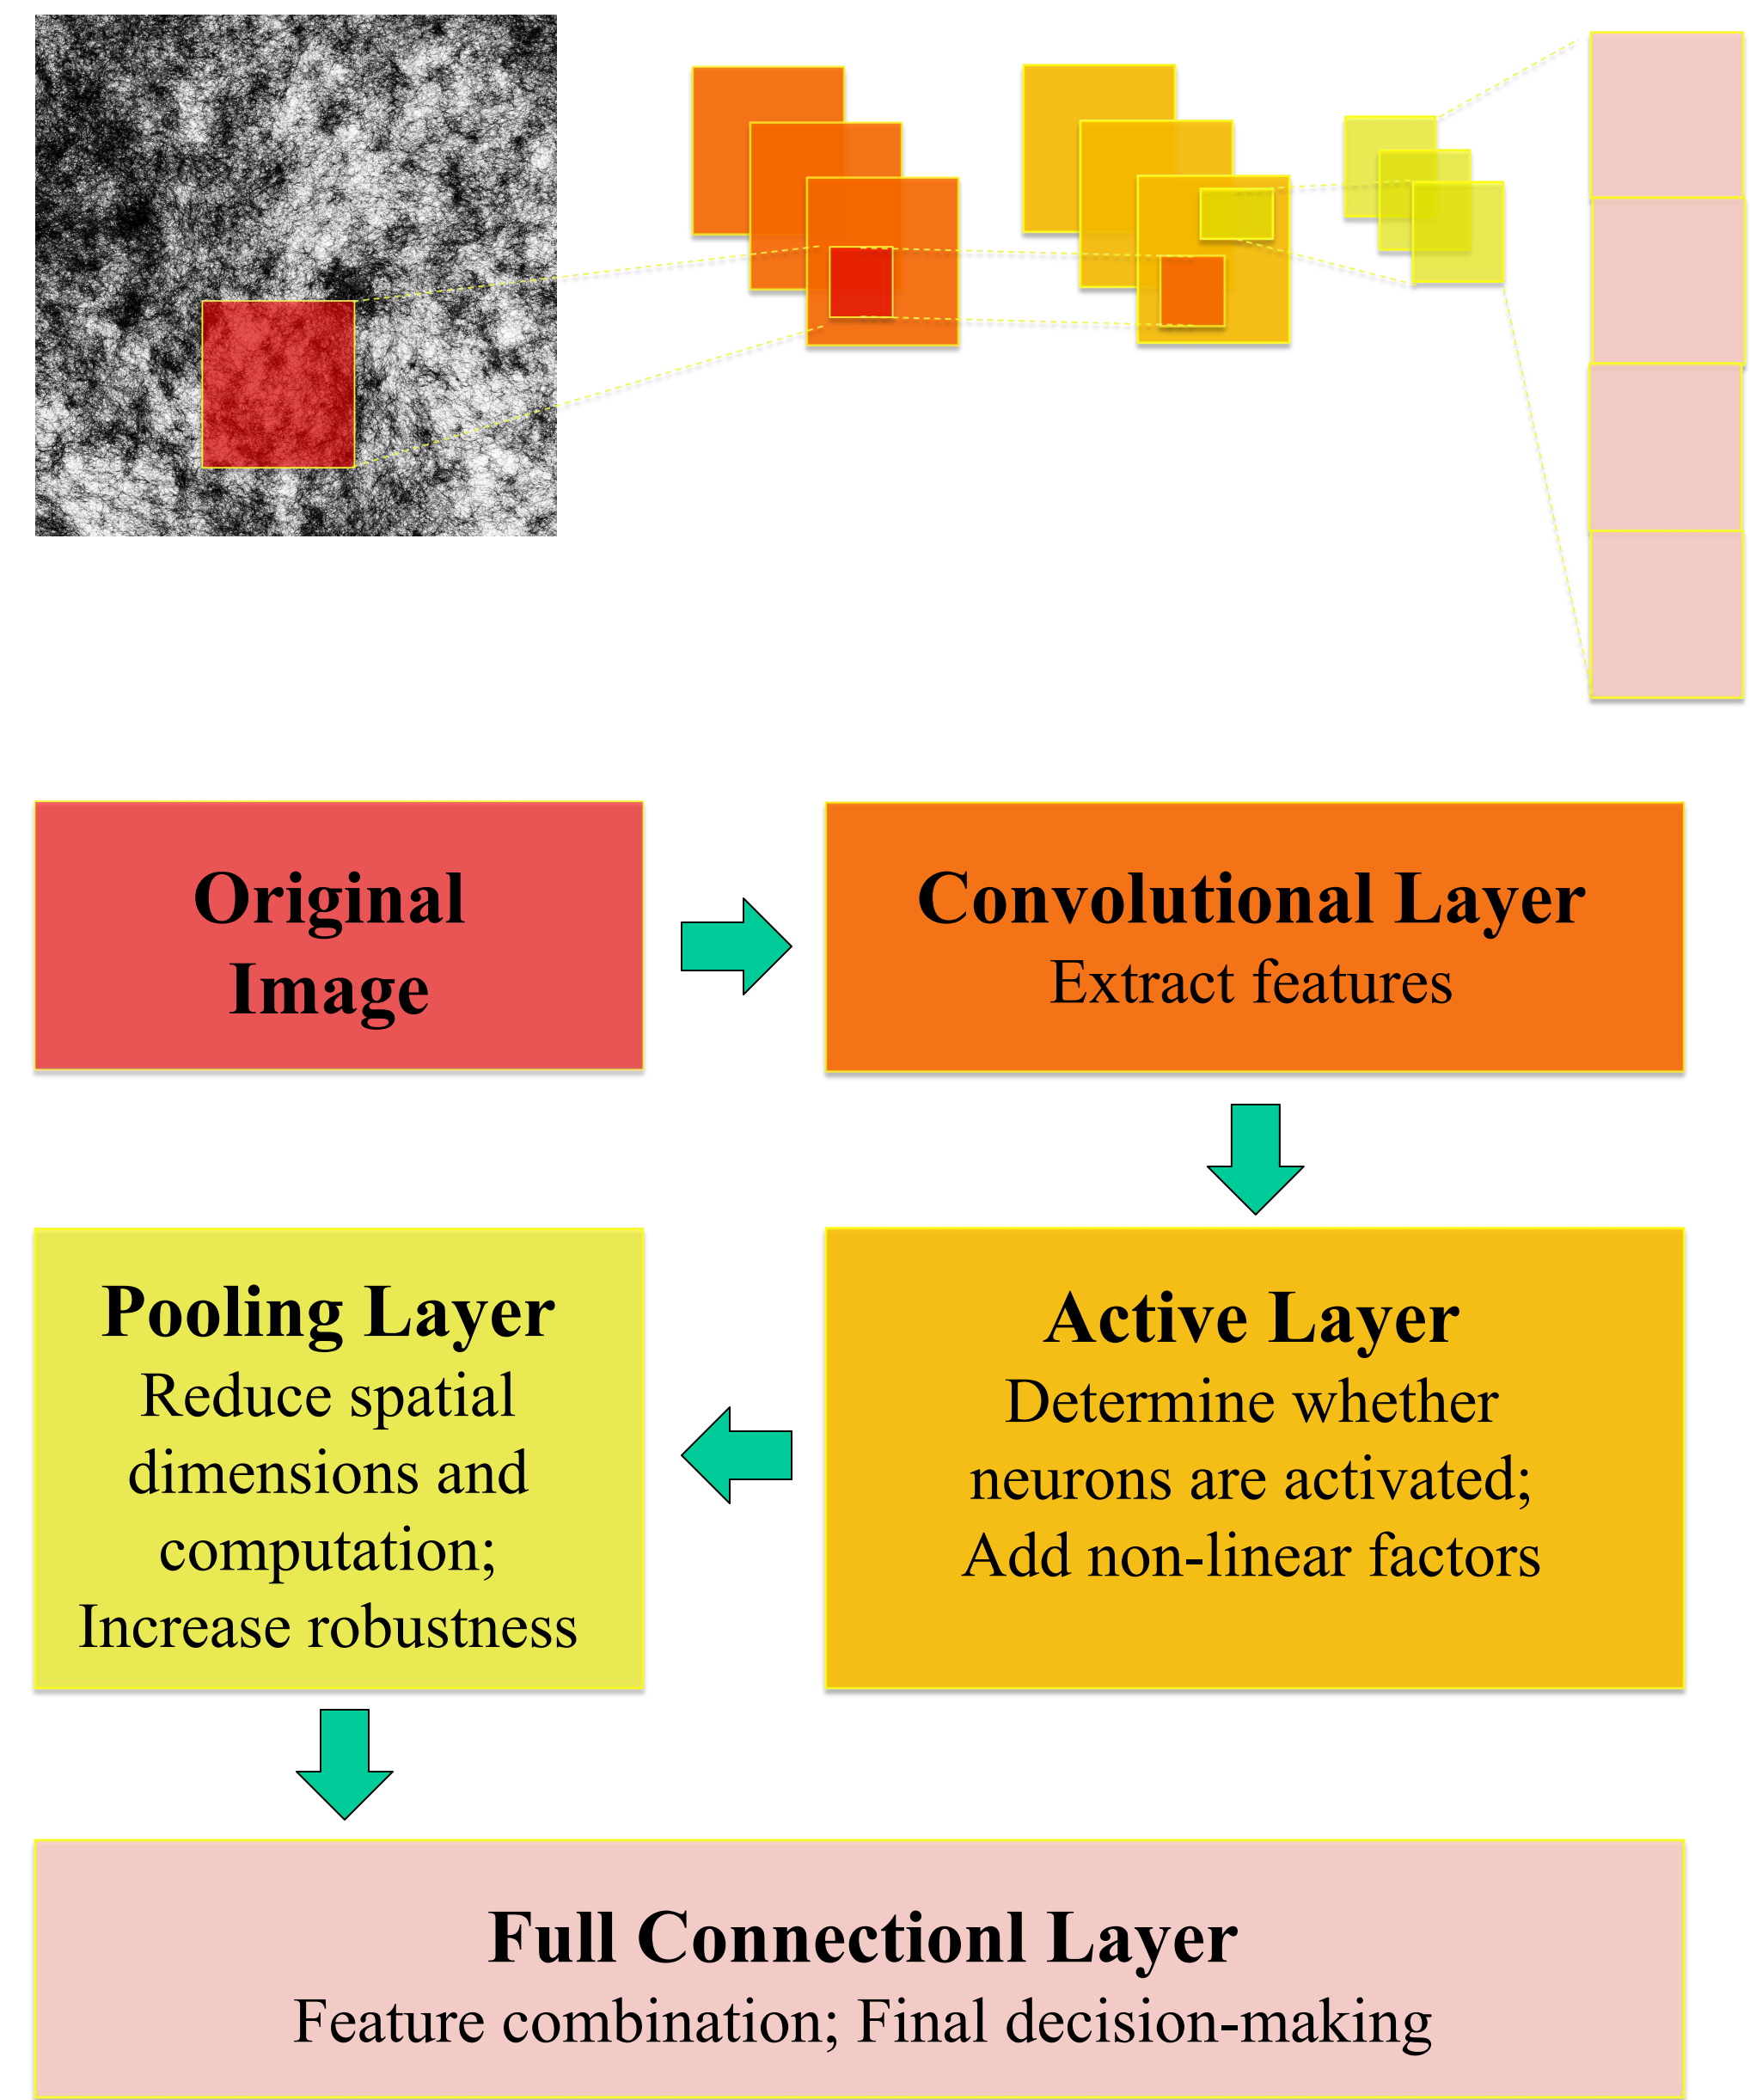 Original
Image
Convolutional Layer
Extract features
Active Layer
Determine whether
neurons are activated;
Add non-linear factors
Pooling Layer
Reduce spatial
dimensions and
computation;
Increase robustness
Full Connectionl Layer
Feature combination; Final decision-making